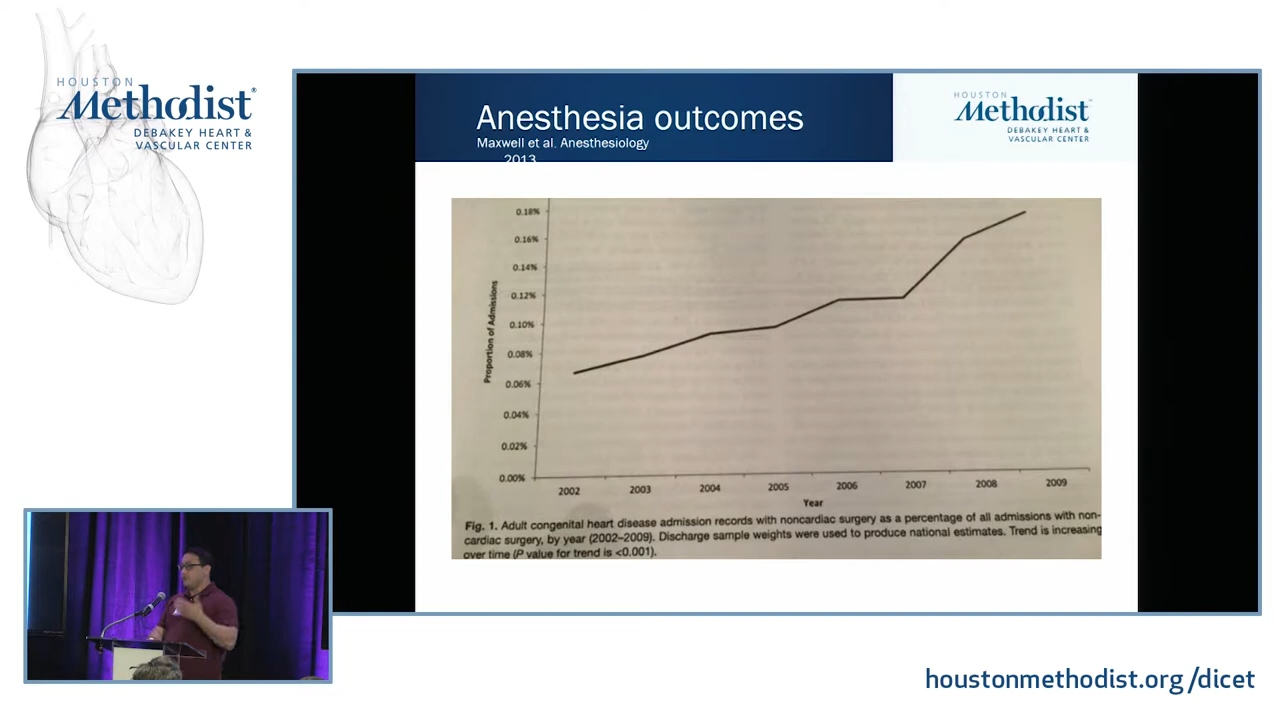 HOUSTON
Methodist®
DEBAKEY HEART &
VASCULAR CENTER
Anesthesia outcomes
Maxwell et al. Anesthesiology
2013
HOUSTON
Methodist
DEBAKEY HEART &
VASCULAR CENTER
0.18%
0.16%
0.14%
0.12%
0.10%
0.08%
0.06%
0.04%
0.02%
0.00%
Proportion of Admissions
2002 2003 2004 2005 2006 2007 2008 2009
Year
Fig. 1. Adult congenital heart disease admission records with noncardiac surgery as a percentage of all admissions with non-
cardiac surgery, by year (2002–2009). Discharge sample weights were used to produce national estimates. Trend is increasing
over time (P value for trend is <0.001).
houstonmethodist.org/dicet